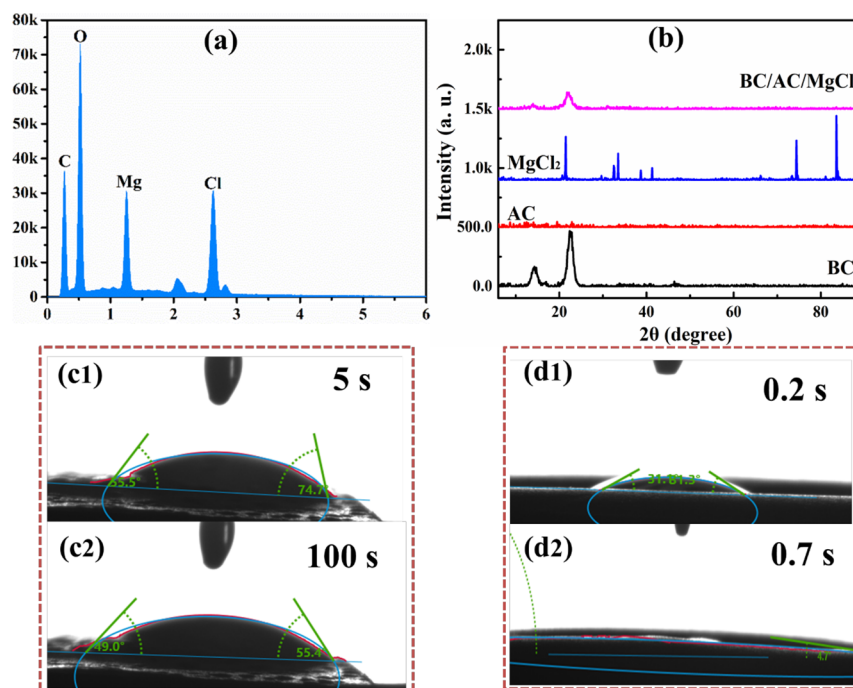 (a)
80k
70k
60k
50k
40k
30k
20k
10k
0
C
O
Mg
Cl
0 1 2 3 4 5 6
(b)
Intensity (a. u.)
2.0k
1.5k
1.0k
500.0
0.0
BC/AC/MgCl
MgCl₂
AC
BC
20 40 60 80
2θ (degree)
(c1)
5 s
55.5°
74.7°
(c2)
100 s
49.0°
55.4°
(d1)
0.2 s
(d2)
0.7 s